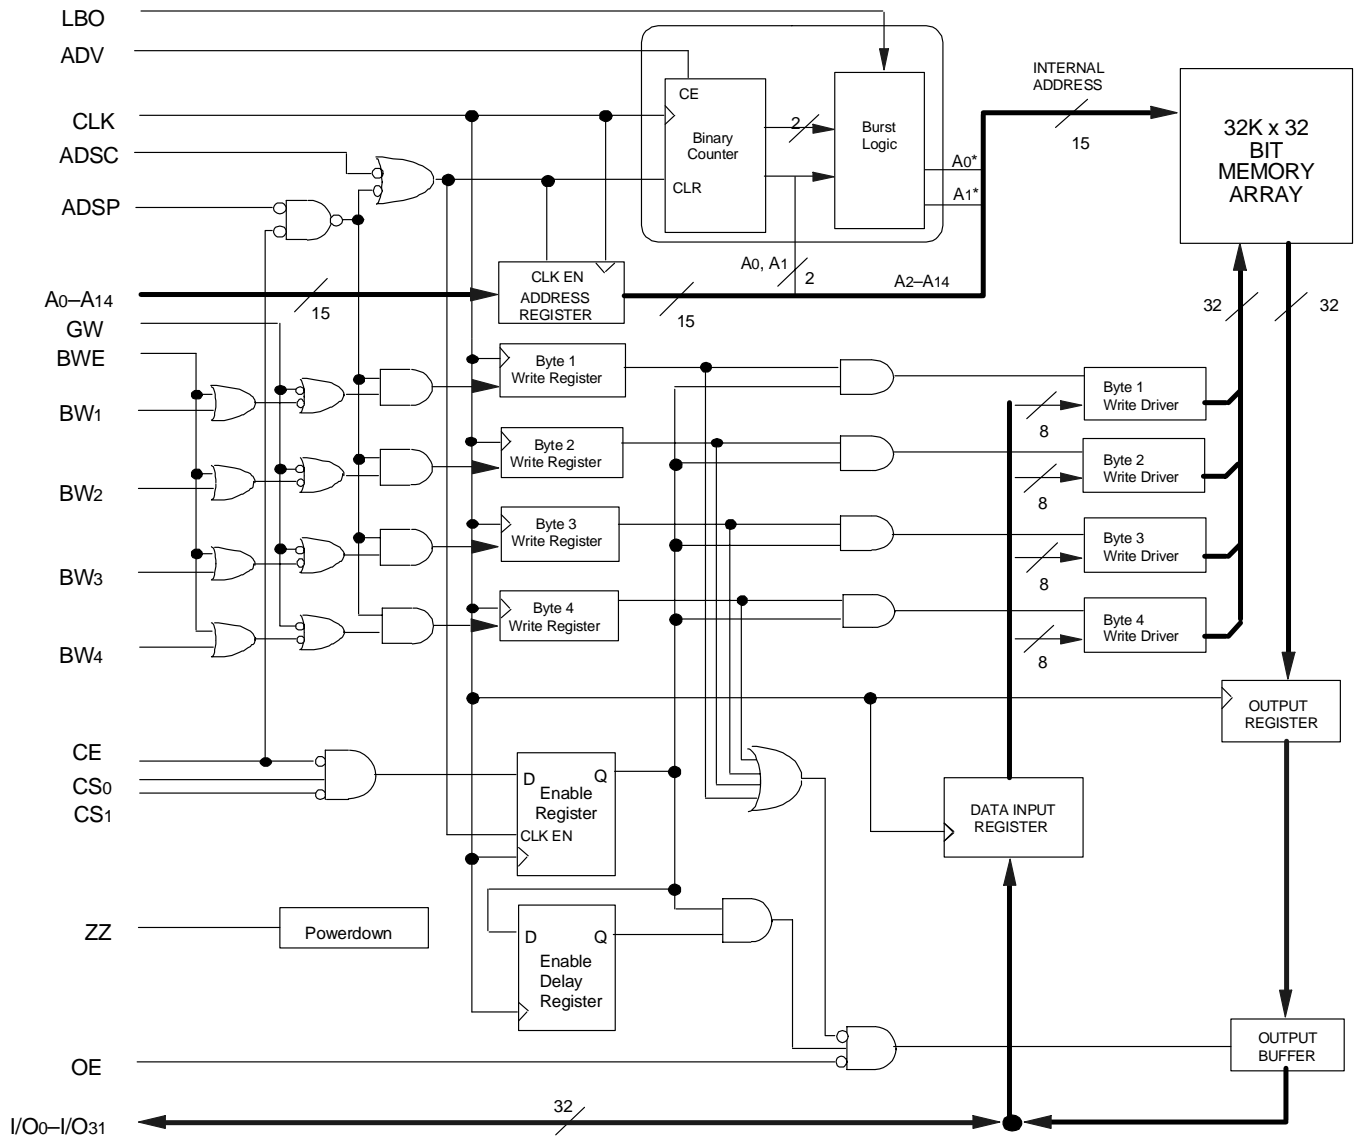 LBO
ADV
CLK
ADSC
ADSP
A0–A14
GW
BWE
BW1
BW2
BW3
BW4
CE
CS0
CS1
ZZ
OE
I/O0–I/O31
CE
Binary
Counter
CLR
2
Burst
Logic
A0*
A1*
INTERNAL
ADDRESS
15
32K x 32
BIT
MEMORY
ARRAY
15
CLK EN
ADDRESS
REGISTER
15
A0, A1
2
A2–A14
32
32
Byte 1
Write Register
Byte 2
Write Register
Byte 3
Write Register
Byte 4
Write Register
8
Byte 1
Write Driver
8
Byte 2
Write Driver
8
Byte 3
Write Driver
8
Byte 4
Write Driver
OUTPUT
REGISTER
D
Q
Enable
Register
CLK EN
DATA INPUT
REGISTER
Powerdown
D
Q
Enable
Delay
Register
OUTPUT
BUFFER
32